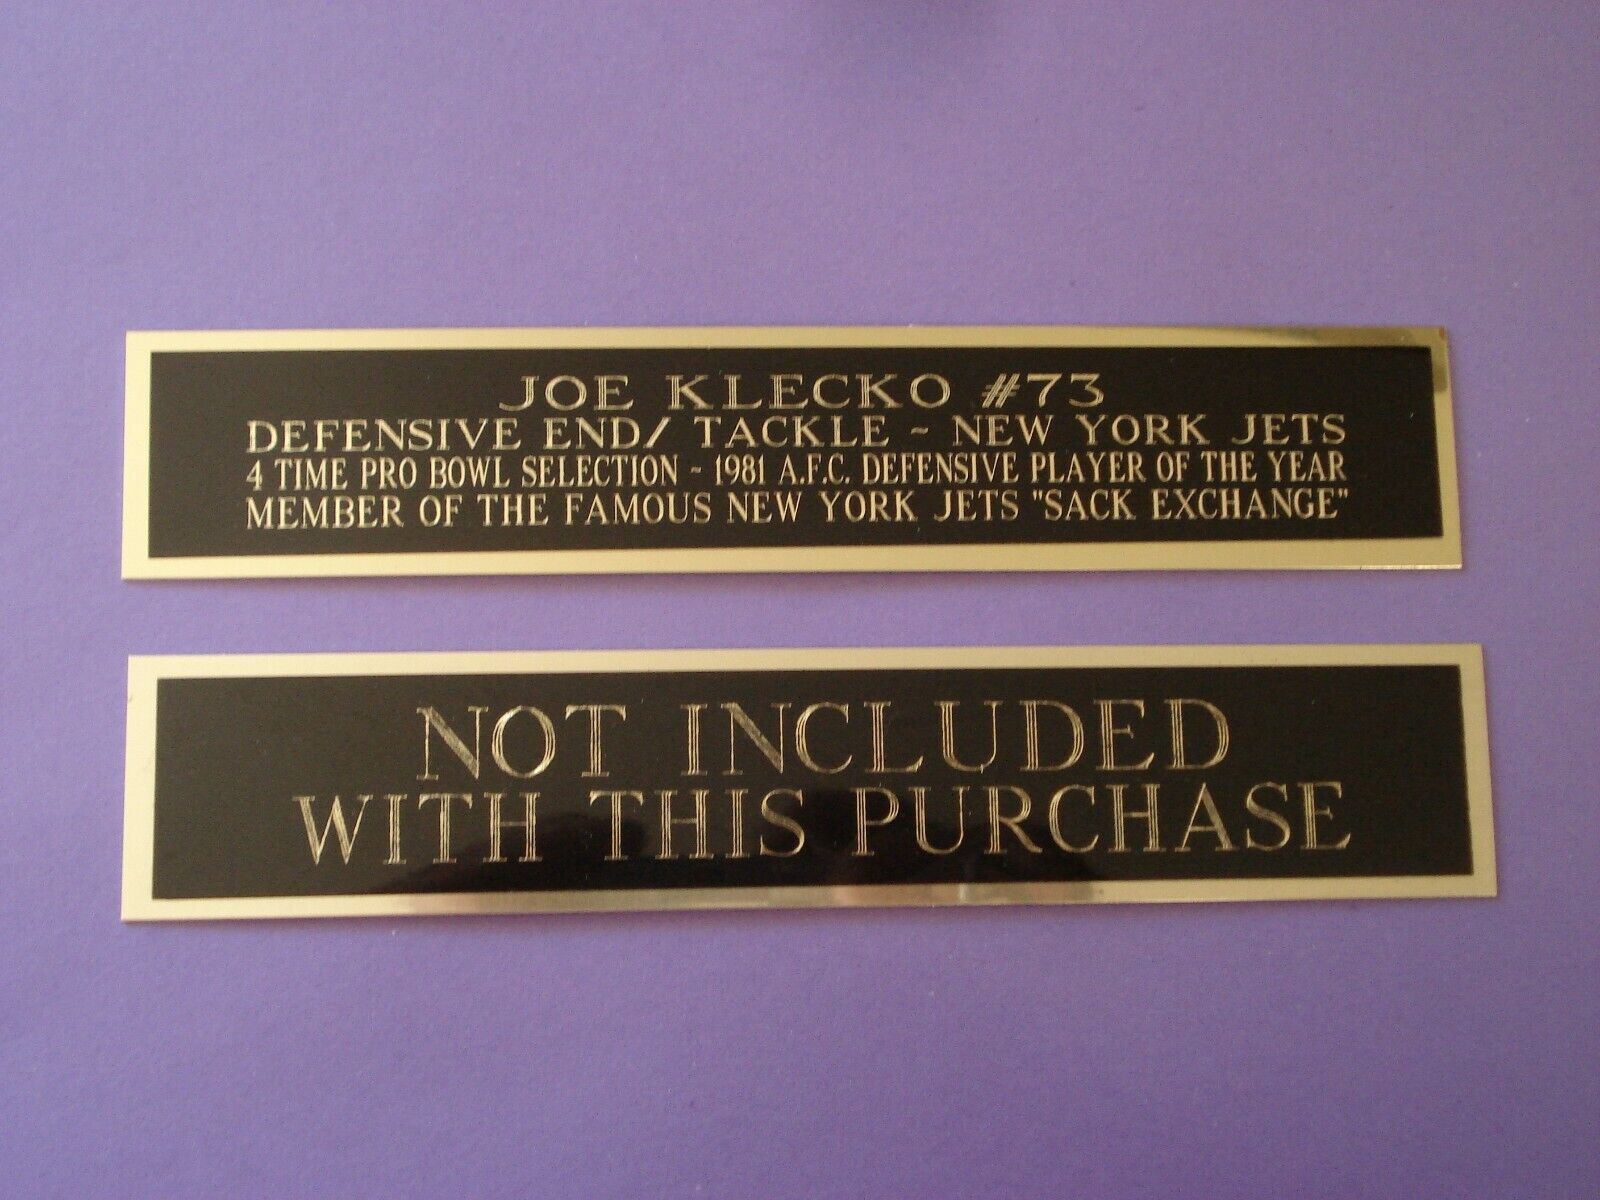 JOE KLECKO #73
DEFENSIVE END/ TACKLE ~ NEW YORK JETS
4 TIME PRO BOWL SELECTION ~ 1981 A.F.C. DEFENSIVE PLAYER OF THE YEAR
MEMBER OF THE FAMOUS NEW YORK JETS "SACK EXCHANGE"
NOT INCLUDED
WITH THIS PURCHASE